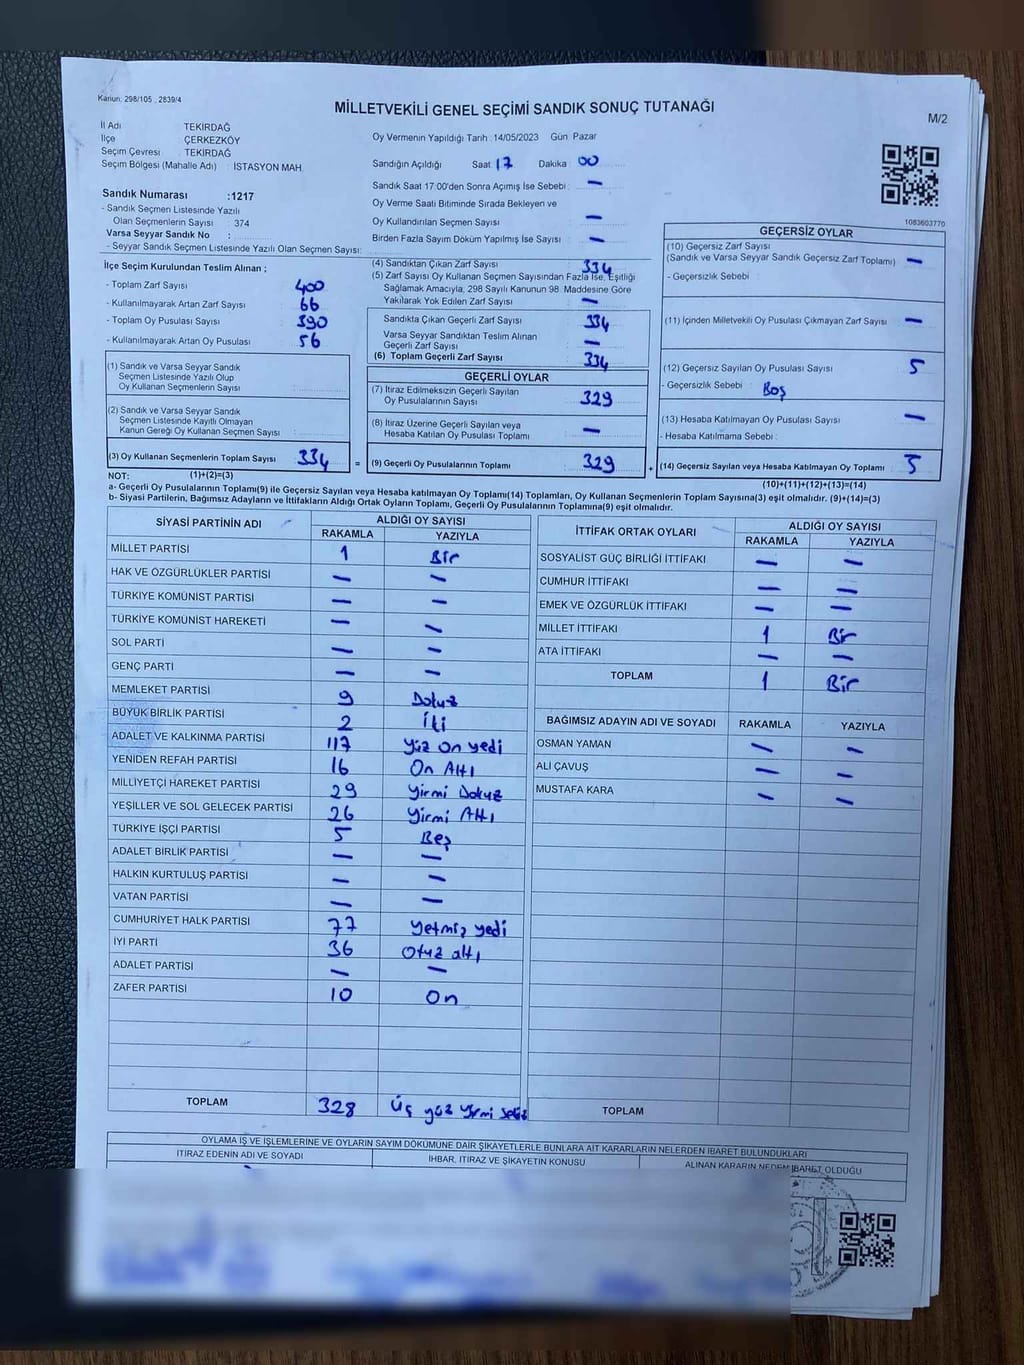 Kanun: 298/105 , 2839/4
MİLLETVEKİLİ GENEL SEÇİMİ SANDIK SONUÇ TUTANAĞI
M/2
İl Adı TEKİRDAĞ
İlçe ÇERKEZKÖY
Seçim Çevresi TEKİRDAĞ
Seçim Bölgesi (Mahalle Adı) : İSTASYON MAH.
Sandık Numarası :1217
- Sandık Seçmen Listesinde Yazılı
Olan Seçmenlerin Sayısı : 374
Varsa Seyyar Sandık No :
- Seyyar Sandık Seçmen Listesinde Yazılı Olan Seçmen Sayısı:
Oy Vermenin Yapıldığı Tarih : 14/05/2023 Gün: Pazar
Sandığın Açıldığı Saat 17 Dakika 00
Sandık Saat 17:00'den Sonra Açımış İse Sebebi : —
Oy Verme Saati Bitiminde Sırada Bekleyen ve
Oy Kullandırılan Seçmen Sayısı —
Birden Fazla Sayım Döküm Yapılmış İse Sayısı —
1083603770
İlçe Seçim Kurulundan Teslim Alınan ;
- Toplam Zarf Sayısı 400
- Kullanılmayarak Artan Zarf Sayısı 66
- Toplam Oy Pusulası Sayısı 390
- Kullanılmayarak Artan Oy Pusulası 56
(4) Sandıktan Çıkan Zarf Sayısı 334
(5) Zarf Sayısı Oy Kullanan Seçmen Sayısından Fazla İse, Eşitliği
Sağlamak Amacıyla, 298 Sayılı Kanunun 98. Maddesine Göre
Yakılarak Yok Edilen Zarf Sayısı —
Sandıkta Çıkan Geçerli Zarf Sayısı 334
Varsa Seyyar Sandıktan Teslim Alınan
Geçerli Zarf Sayısı —
(6) Toplam Geçerli Zarf Sayısı 334
GEÇERSİZ OYLAR
(10) Geçersiz Zarf Sayısı
(Sandık ve Varsa Seyyar Sandık Geçersiz Zarf Toplamı) —
- Geçersizlik Sebebi :
(11) İçinden Milletvekili Oy Pusulası Çıkmayan Zarf Sayısı —
(12) Geçersiz Sayılan Oy Pusulası Sayısı 5
- Geçersizlik Sebebi : Boş
(13) Hesaba Katılmayan Oy Pusulası Sayısı —
- Hesaba Katılmama Sebebi :
(14) Geçersiz Sayılan veya Hesaba Katılmayan Oy Toplamı 5
(10)+(11)+(12)+(13)=(14)
(1) Sandık ve Varsa Seyyar Sandık
Seçmen Listesinde Yazılı Olup
Oy Kullanan Seçmenlerin Sayısı :
(2) Sandık ve Varsa Seyyar Sandık
Seçmen Listesinde Kayıtlı Olmayan
Kanun Gereği Oy Kullanan Seçmen Sayısı :
(3) Oy Kullanan Seçmenlerin Toplam Sayısı 334
(1)+(2)=(3)
GEÇERLİ OYLAR
(7) İtiraz Edilmeksizin Geçerli Sayılan
Oy Pusulalarının Sayısı 329
(8) İtiraz Üzerine Geçerli Sayılan veya
Hesaba Katılan Oy Pusulası Toplamı —
= (9) Geçerli Oy Pusulalarının Toplamı 329 +
NOT:
a- Geçerli Oy Pusulalarının Toplamı(9) ile Geçersiz Sayılan veya Hesaba katılmayan Oy Toplamı(14) Toplamları, Oy Kullanan Seçmenlerin Toplam Sayısına(3) eşit olmalıdır. (9)+(14)=(3)
b- Siyasi Partilerin, Bağımsız Adayların ve İttifakların Aldığı Ortak Oyların Toplamı, Geçerli Oy Pusulalarının Toplamına(9) eşit olmalıdır.
SİYASİ PARTİNİN ADI ALDIĞI OY SAYISI
RAKAMLA YAZIYLA
MİLLET PARTİSİ 1 Bir
HAK VE ÖZGÜRLÜKLER PARTİSİ — —
TÜRKİYE KOMÜNİST PARTİSİ — —
TÜRKİYE KOMÜNİST HAREKETİ — —
SOL PARTİ — —
GENÇ PARTİ — —
MEMLEKET PARTİSİ 9 Dokuz
BÜYÜK BİRLİK PARTİSİ 2 İki
ADALET VE KALKINMA PARTİSİ 117 Yüz On yedi
YENİDEN REFAH PARTİSİ 16 On Altı
MİLLİYETÇİ HAREKET PARTİSİ 29 Yirmi Dokuz
YEŞİLLER VE SOL GELECEK PARTİSİ 26 Yirmi Altı
TÜRKİYE İŞÇİ PARTİSİ 5 Beş
ADALET BİRLİK PARTİSİ — —
HALKIN KURTULUŞ PARTİSİ — —
VATAN PARTİSİ — —
CUMHURİYET HALK PARTİSİ 77 Yetmiş yedi
İYİ PARTİ 36 Otuz altı
ADALET PARTİSİ — —
ZAFER PARTİSİ 10 On
TOPLAM 328 Üç yüz yirmi sekiz
İTTİFAK ORTAK OYLARI ALDIĞI OY SAYISI
RAKAMLA YAZIYLA
SOSYALİST GÜÇ BİRLİĞİ İTTİFAKI — —
CUMHUR İTTİFAKI — —
EMEK VE ÖZGÜRLÜK İTTİFAKI — —
MİLLET İTTİFAKI 1 Bir
ATA İTTİFAKI — —
TOPLAM 1 Bir
BAĞIMSIZ ADAYIN ADI VE SOYADI RAKAMLA YAZIYLA
OSMAN YAMAN — —
ALİ ÇAVUŞ — —
MUSTAFA KARA — —
TOPLAM
OYLAMA İŞ VE İŞLEMLERİNE VE OYLARIN SAYIM DÖKÜMÜNE DAİR ŞİKAYETLERLE BUNLARA AİT KARARLARIN NELERDEN İBARET BULUNDUKLARI
İTİRAZ EDENİN ADI VE SOYADI İHBAR, İTİRAZ VE ŞİKAYETİN KONUSU ALINAN KARARIN NEDEN İBARET OLDUĞU